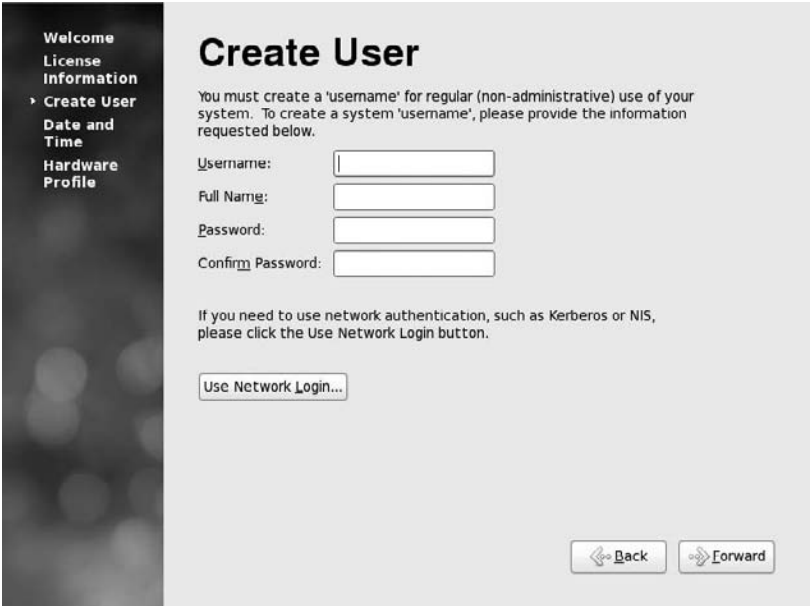 Welcome
License
Information
Create User
Date and
Time
Hardware
Profile
Create User
You must create a 'username' for regular (non-administrative) use of your
system.  To create a system 'username', please provide the information
requested below.
Username:
Full Name:
Password:
Confirm Password:
If you need to use network authentication, such as Kerberos or NIS,
please click the Use Network Login button.
Use Network Login...
Back
Forward